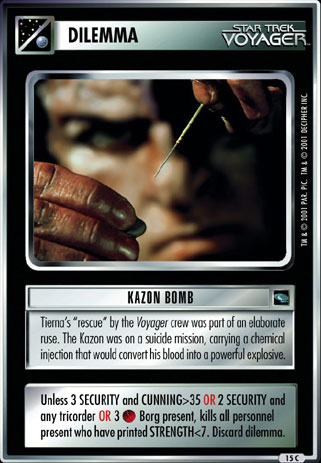 DILEMMA
STAR TREK
VOYAGER
TM & © 2001 PAR. PIC. TM & © 2001 DECIPHER INC.
KAZON BOMB
Tierna's "rescue" by the Voyager crew was part of an elaborate
ruse. The Kazon was on a suicide mission, carrying a chemical
injection that would convert his blood into a powerful explosive.
Unless 3 SECURITY and CUNNING>35 OR 2 SECURITY and
any tricorder OR 3 Borg present, kills all personnel
present who have printed STRENGTH<7. Discard dilemma.
15 C